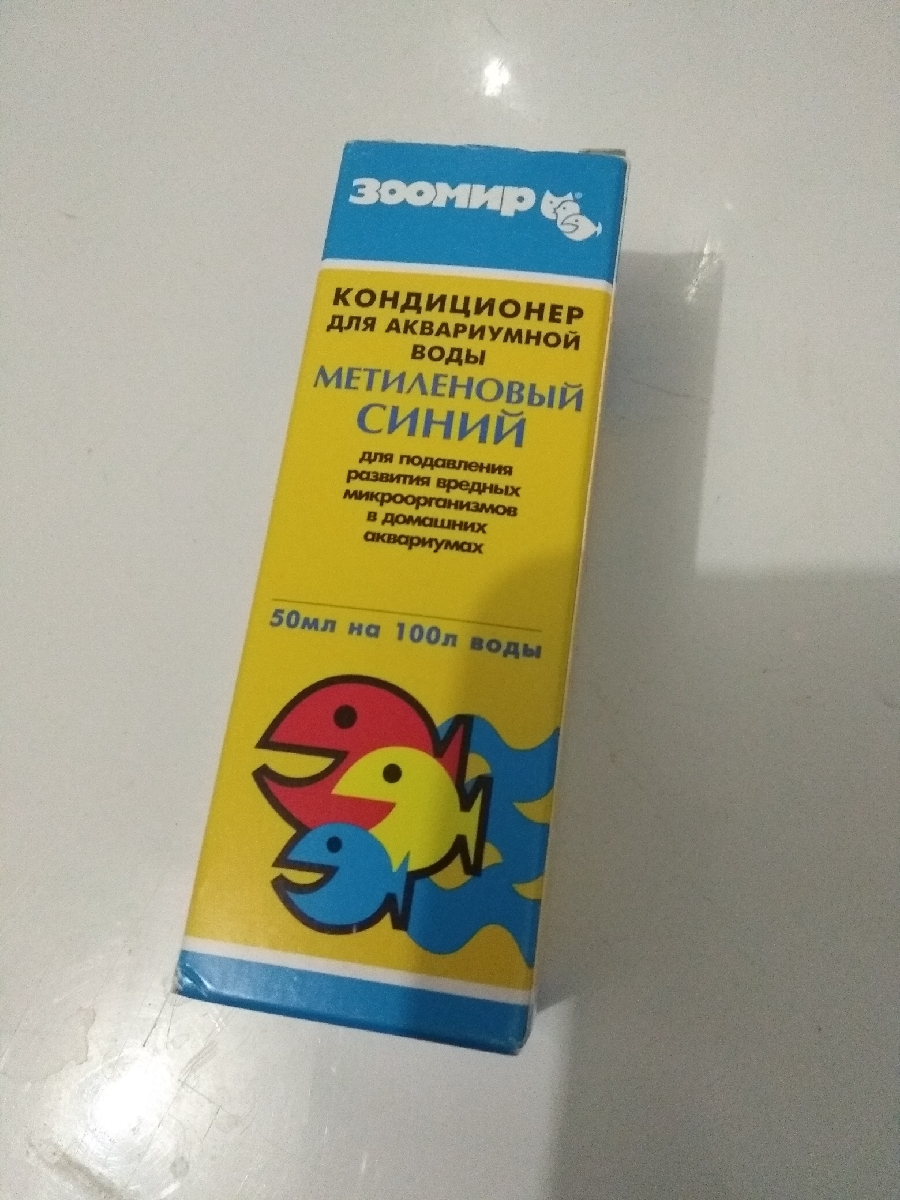 ЗООМИР
КОНДИЦИОНЕР
ДЛЯ АКВАРИУМНОЙ
ВОДЫ
МЕТИЛЕНОВЫЙ
СИНИЙ
для подавления
развития вредных
микроорганизмов
в домашних
аквариумах
50мл на 100л воды